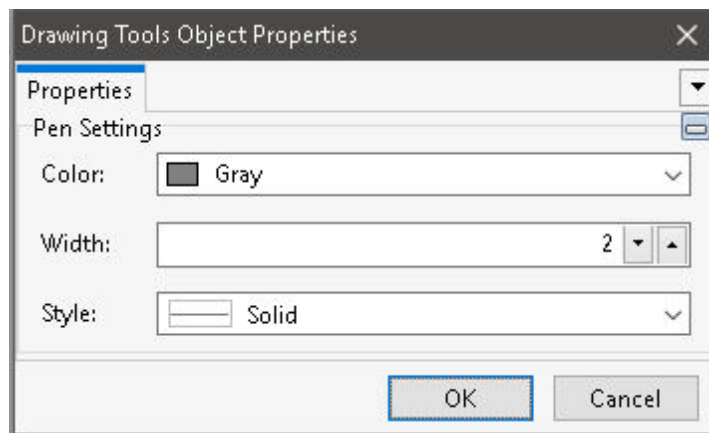 Drawing Tools Object Properties
Properties
Pen Settings
Color: Gray
Width: 2
Style: Solid
OK Cancel